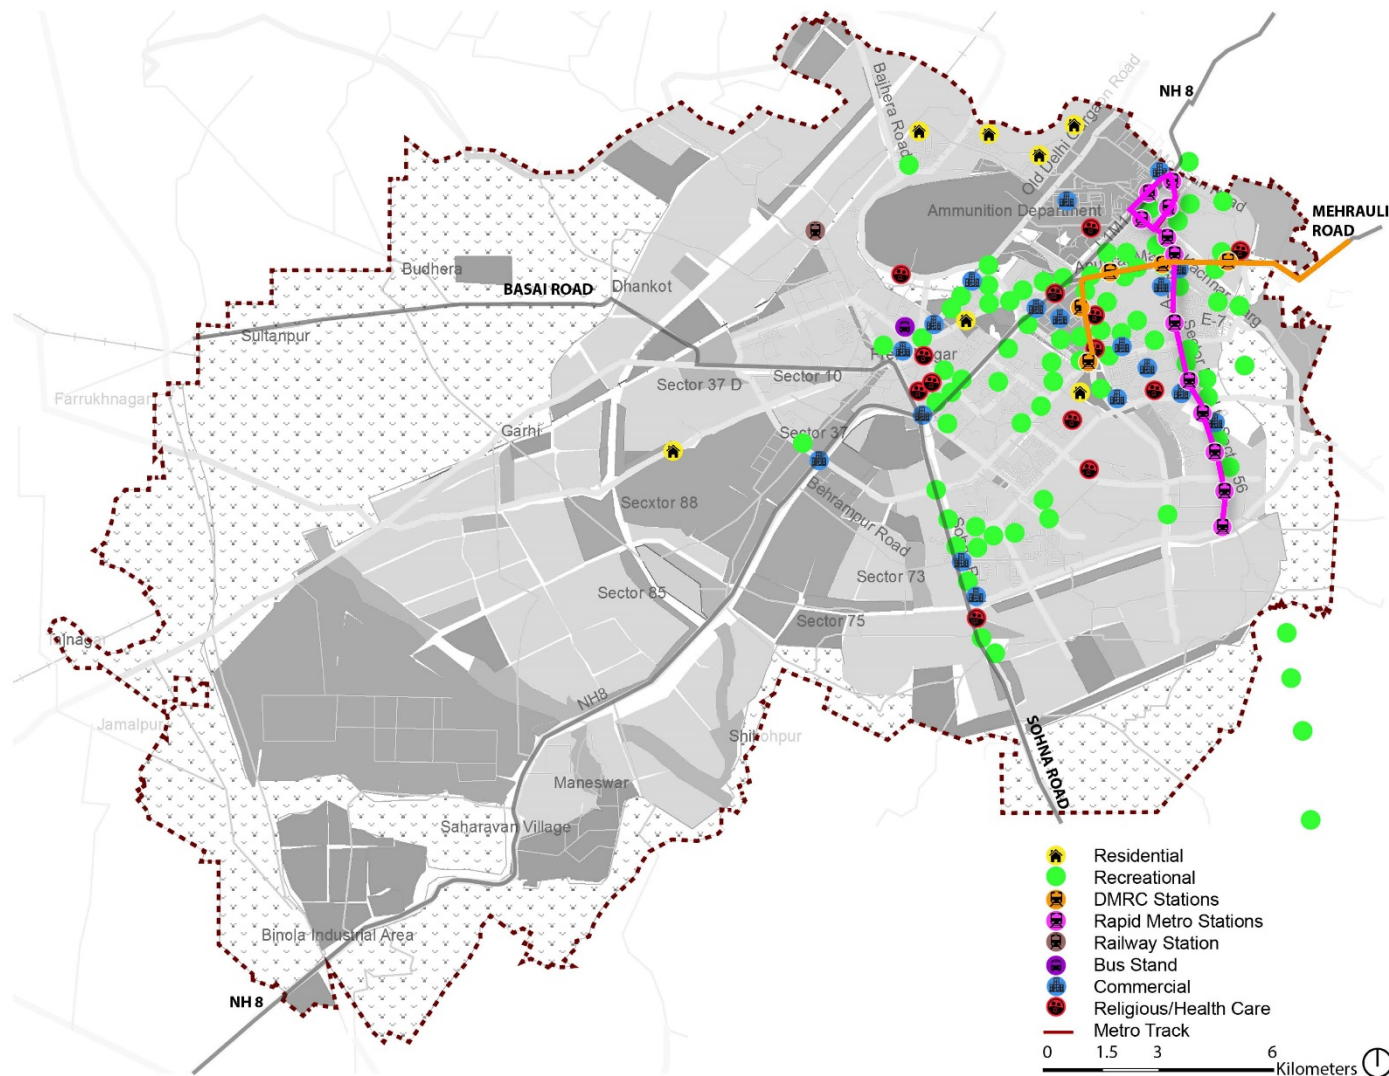 NH 8
Bajhera Road
Old Delhi Gurgaon Road
MEHRAULI
ROAD
Ammunition Department
Budhera
BASAI ROAD
Dhankot
Sultanpur
E-7
Sector 37 D
Sector 10
Farrukhnagar
Garhi
Sector 37
Secxtor 88
Behrampur Road
56
Sector 85
Sector 73
Sector 75
NH8
Jamalpur
SOHNA ROAD
Maneswar
Saharavan Village
Binola Industrial Area
NH 8
Residential
Recreational
DMRC Stations
Rapid Metro Stations
Railway Station
Bus Stand
Commercial
Religious/Health Care
Metro Track
0 1.5 3 6
Kilometers